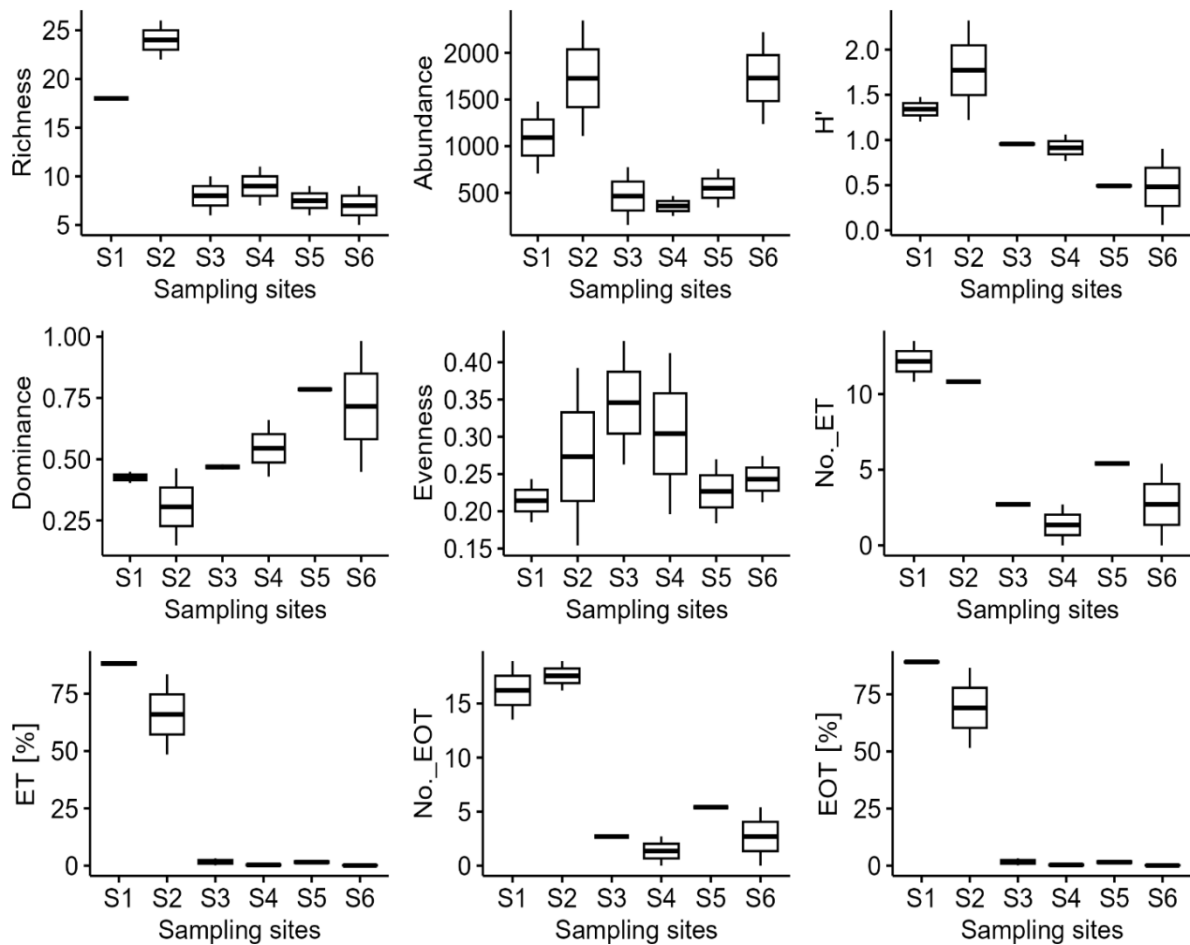 Richness
25
20
15
10
5
S1 S2 S3 S4 S5 S6
Sampling sites
Abundance
2000
1500
1000
500
S1 S2 S3 S4 S5 S6
Sampling sites
H'
2.0
1.5
1.0
0.5
0.0
S1 S2 S3 S4 S5 S6
Sampling sites
Dominance
1.00
0.75
0.50
0.25
S1 S2 S3 S4 S5 S6
Sampling sites
Evenness
0.40
0.35
0.30
0.25
0.20
0.15
S1 S2 S3 S4 S5 S6
Sampling sites
No._ET
10
5
0
S1 S2 S3 S4 S5 S6
Sampling sites
ET [%]
75
50
25
0
S1 S2 S3 S4 S5 S6
Sampling sites
No._EOT
15
10
5
0
S1 S2 S3 S4 S5 S6
Sampling sites
EOT [%]
75
50
25
0
S1 S2 S3 S4 S5 S6
Sampling sites